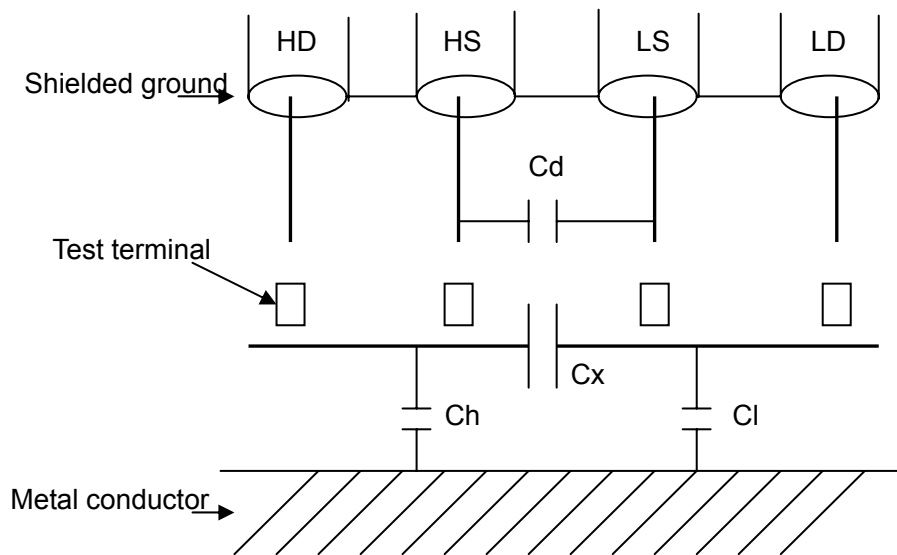 HD HS LS LD
Shielded ground
Cd
Test terminal
Cx
Ch Cl
Metal conductor